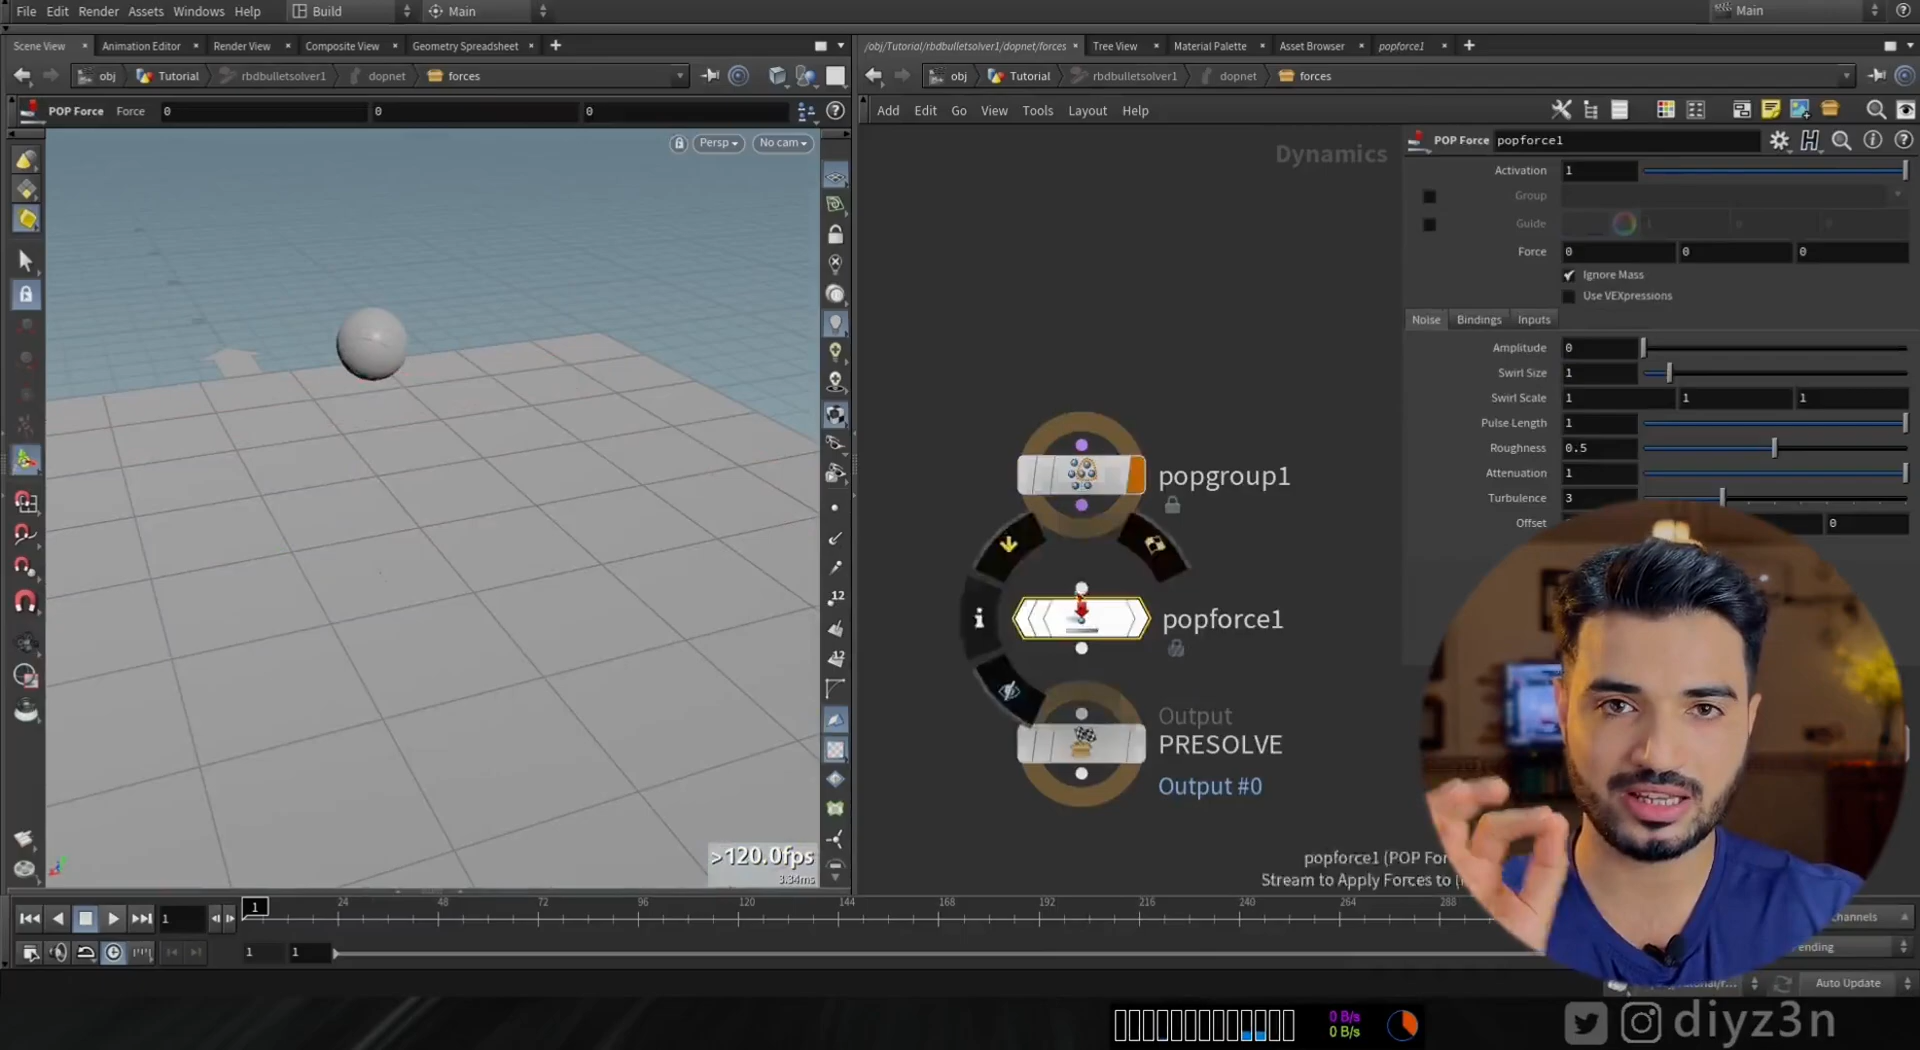 File Edit Render Assets Windows Help Build Main Main
Scene View Animation Editor Render View Composite View Geometry Spreadsheet
/obj/Tutorial/rbdbulletsolver1/dopnet/forces Tree View Material Palette Asset Browser popforce1
obj Tutorial rbdbulletsolver1 dopnet forces
obj Tutorial rbdbulletsolver1 dopnet forces
POP Force Force 0 0 0
Add Edit Go View Tools Layout Help
Persp No cam
Dynamics
POP Force popforce1
Activation 1
Group
Guide
Force 0 0 0
Ignore Mass
Use VEXpressions
Noise Bindings Inputs
Amplitude 0
Swirl Size 1
Swirl Scale 1 1 1
Pulse Length 1
Roughness 0.5
Attenuation 1
Turbulence 3
Offset 0
popgroup1
popforce1
Output
PRESOLVE
Output #0
12
12
>120.0fps
3.34ms
popforce1 (POP For
Stream to Apply Forces to
1 1 24 48 72 96 120 144 168 192 216 240 264 288
hannels
1 1
ending
Auto Update
0 B/s
0 B/s
diyz3n